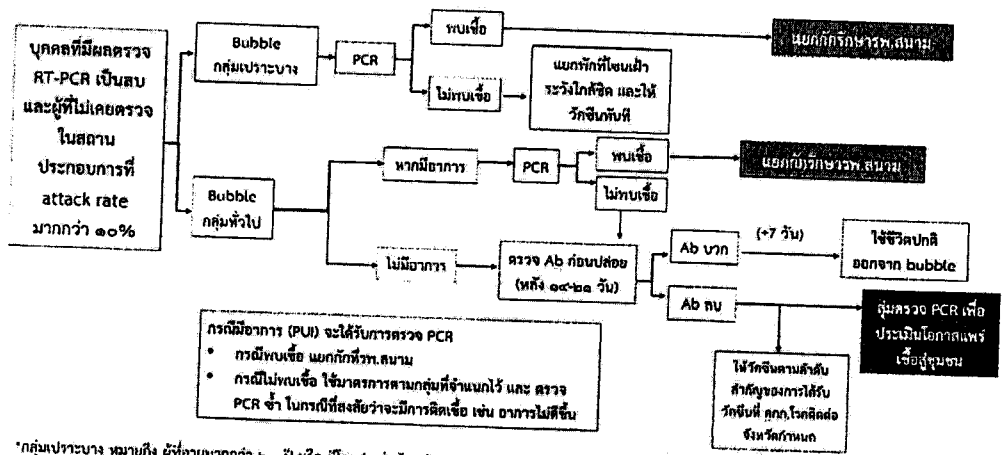 บุคคลที่มีผลตรวจ
RT-PCR เป็นลบ
และผู้ที่ไม่เคยตรวจ
ในสถาน
ประกอบการที่
attack rate
มากกว่า ๑๐%
Bubble
กลุ่มเปราะบาง
PCR
พบเชื้อ
แยกกักรักษารพ.สนาม
ไม่พบเชื้อ
แยกพักที่โซนเฝ้า
ระวังใกล้ชิด และให้
วัคซีนทันที
Bubble
กลุ่มทั่วไป
หากมีอาการ
PCR
พบเชื้อ
แยกกักรักษารพ.สนาม
ไม่พบเชื้อ
ไม่มีอาการ
ตรวจ Ab ก่อนปล่อย
(หลัง ๑๔-๒๑ วัน)
Ab บวก
(+7 วัน)
ใช้ชีวิตปกติ
ออกจาก bubble
Ab ลบ
สุ่มตรวจ PCR เพื่อ
ประเมินโอกาสแพร่
เชื้อสู่ชุมชน
ให้วัคซีนตามลำดับ
สำคัญของการได้รับ
วัคซีนที่ คกก.โรคติดต่อ
จังหวัดกำหนด
กรณีมีอาการ (PUI) จะได้รับการตรวจ PCR
• กรณีพบเชื้อ แยกกักที่รพ.สนาม
• กรณีไม่พบเชื้อ ใช้มาตรการตามกลุ่มที่จำแนกไว้ และ ตรวจ
PCR ซ้ำ ในกรณีที่สงสัยว่าจะมีการติดเชื้อ เช่น อาการไม่ดีขึ้น
*กลุ่มเปราะบาง หมายถึง ผู้ที่อายุมากกว่า